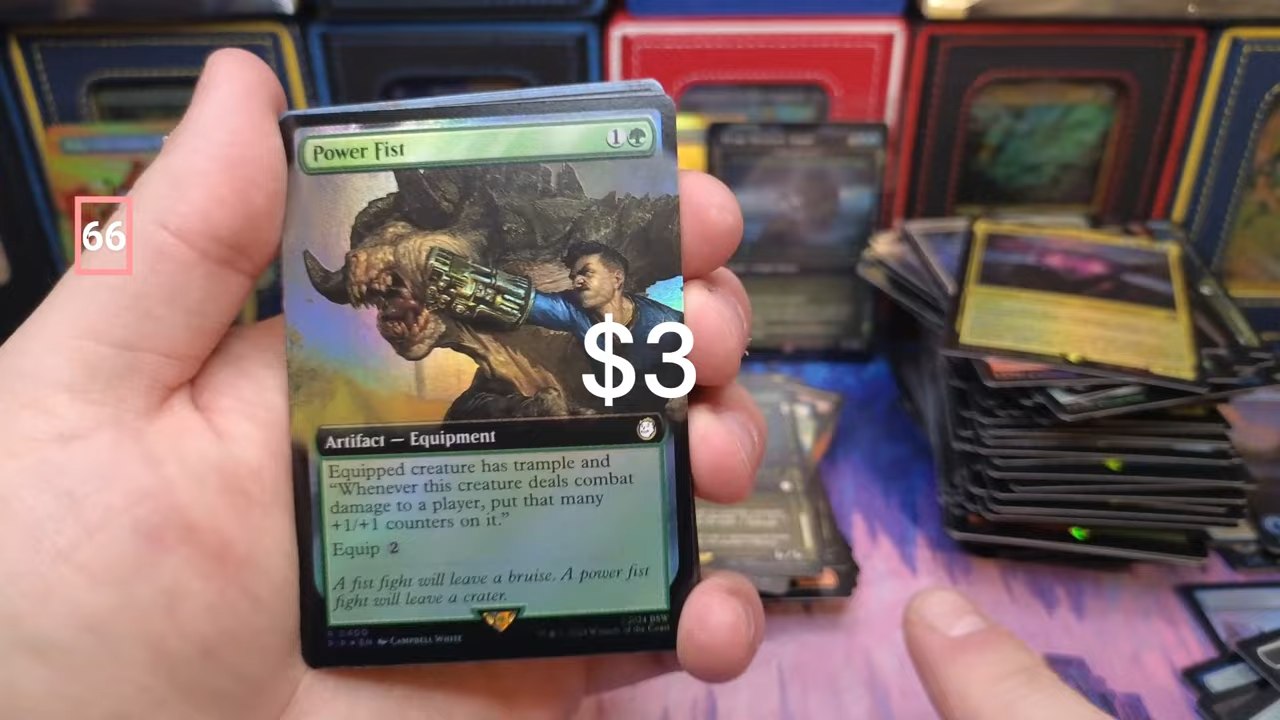 Power Fist 1
66
$3
Artifact — Equipment
Equipped creature has trample and
“Whenever this creature deals combat
damage to a player, put that many
+1/+1 counters on it.”
Equip 2
A fist fight will leave a bruise. A power fist
fight will leave a crater.
CAMPBELL WHITE